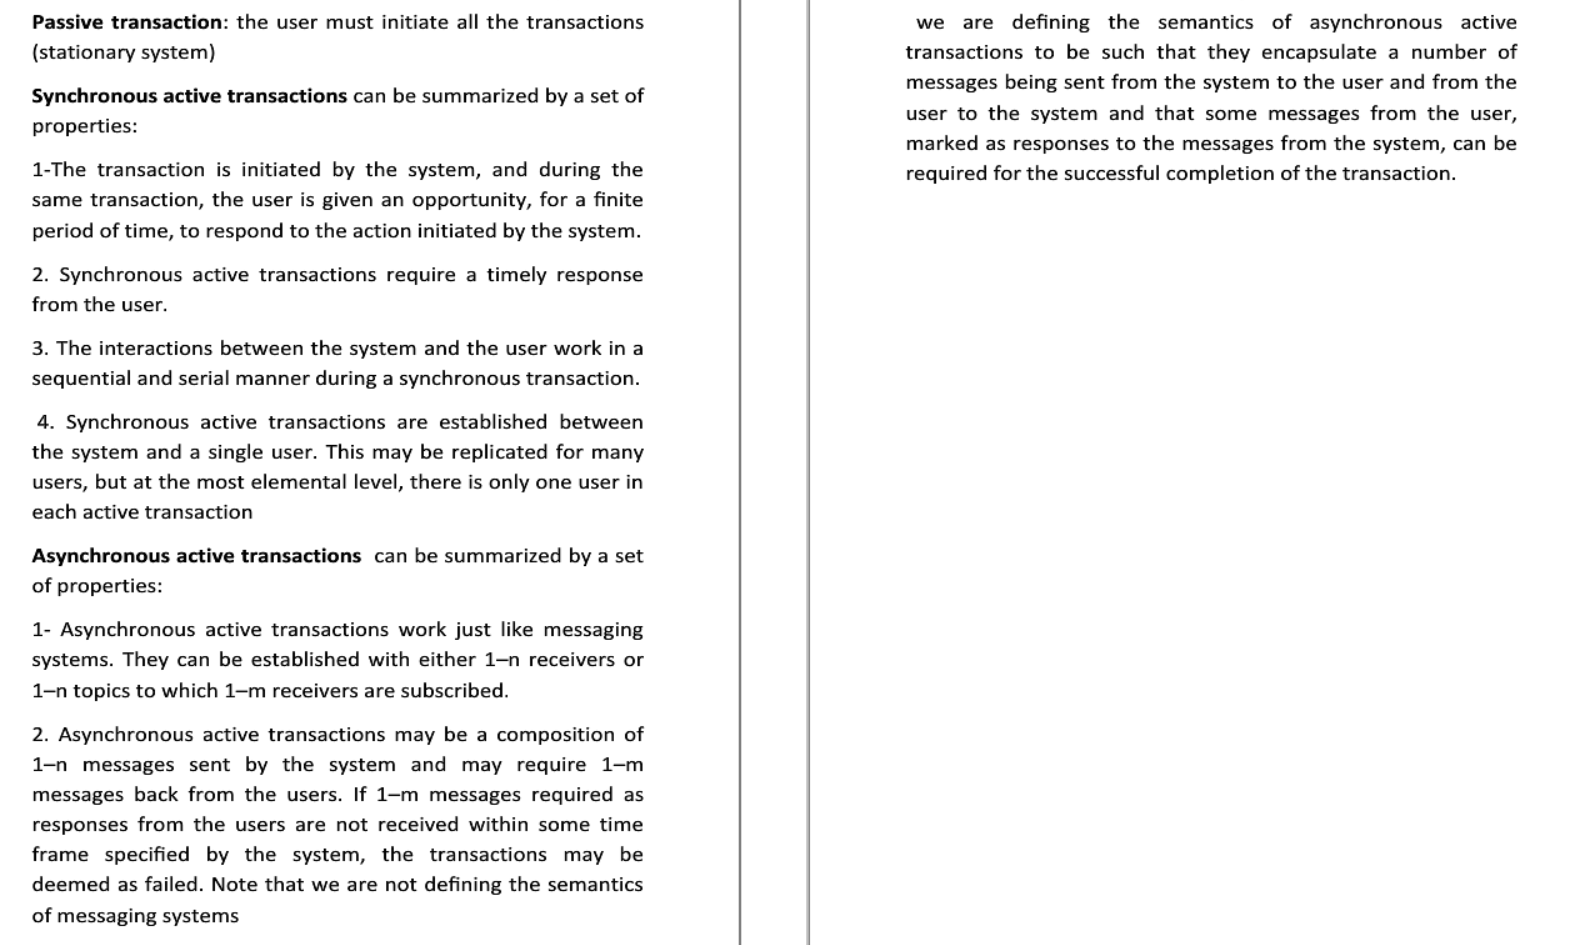 Passive transaction: the user must initiate all the transactions
(stationary system)
Synchronous active transactions can be summarized by a set of
properties:
1-The transaction is initiated by the system, and during the
same transaction, the user is given an opportunity, for a finite
period of time, to respond to the action initiated by the system.
2. Synchronous active transactions require a timely response
from the user.
3. The interactions between the system and the user work in a
sequential and serial manner during a synchronous transaction.
4. Synchronous active transactions are established between
the system and a single user. This may be replicated for many
users, but at the most elemental level, there is only one user in
each active transaction
Asynchronous active transactions can be summarized by a set
of properties:
1- Asynchronous active transactions work just like messaging
systems. They can be established with either 1–n receivers or
1–n topics to which 1–m receivers are subscribed.
2. Asynchronous active transactions may be a composition of
1–n messages sent by the system and may require 1–m
messages back from the users. If 1–m messages required as
responses from the users are not received within some time
frame specified by the system, the transactions may be
deemed as failed. Note that we are not defining the semantics
of messaging systems
we are defining the semantics of asynchronous active
transactions to be such that they encapsulate a number of
messages being sent from the system to the user and from the
user to the system and that some messages from the user,
marked as responses to the messages from the system, can be
required for the successful completion of the transaction.